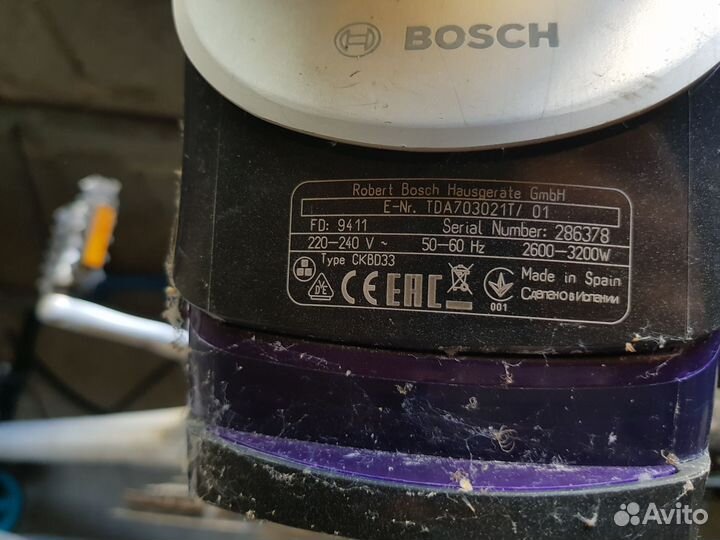 BOSCH
Robert Bosch Hausgeräte GmbH
E-Nr. TDA703021T/ 01
FD: 9411 Serial Number: 286378
220-240 V ~ 50-60 Hz 2600-3200W
Type CKBD33
VDE CE EAC 001 Made in Spain
Сделано в Испании
Avito